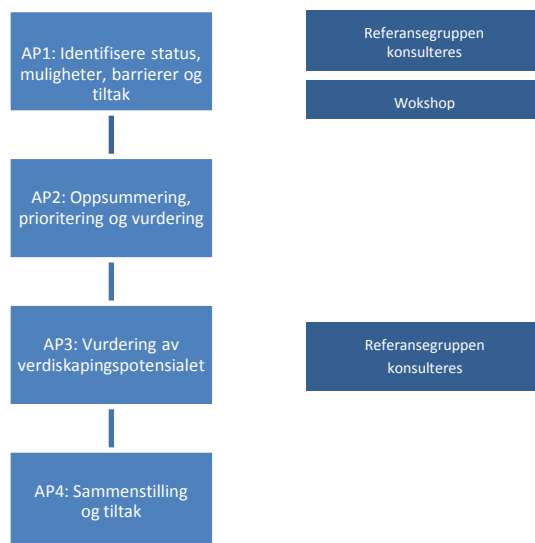 AP1: Identifisere status,
muligheter, barrierer og
tiltak
Referansegruppen
konsulteres
Wokshop
AP2: Oppsummering,
prioritering og vurdering
AP3: Vurdering av
verdiskapingspotensialet
Referansegruppen
konsulteres
AP4: Sammenstilling
og tiltak